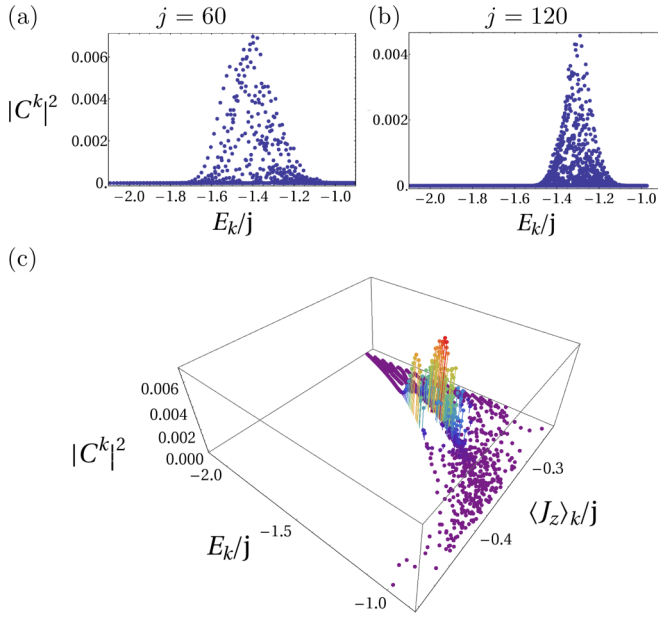 (a) j = 60 (b) j = 120
0.006
0.004
|C^k|^2
0.002
0.
−2.0 −1.8 −1.6 −1.4 −1.2 −1.0
E_k/j
0.004
0.002
0.
−2.0 −1.8 −1.6 −1.4 −1.2 −1.0
E_k/j
(c)
0.006
0.004
|C^k|^2
0.002
0.000
−2.0
E_k/j
−1.5
−1.0
−0.3
⟨J_z⟩_k/j
−0.4